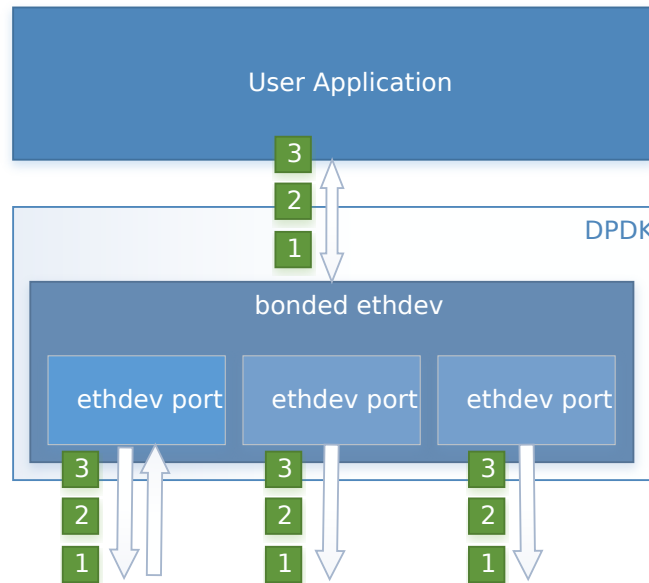 User Application
3
2
1
DPDK
bonded ethdev
ethdev port ethdev port ethdev port
3 3 3
2 2 2
1 1 1